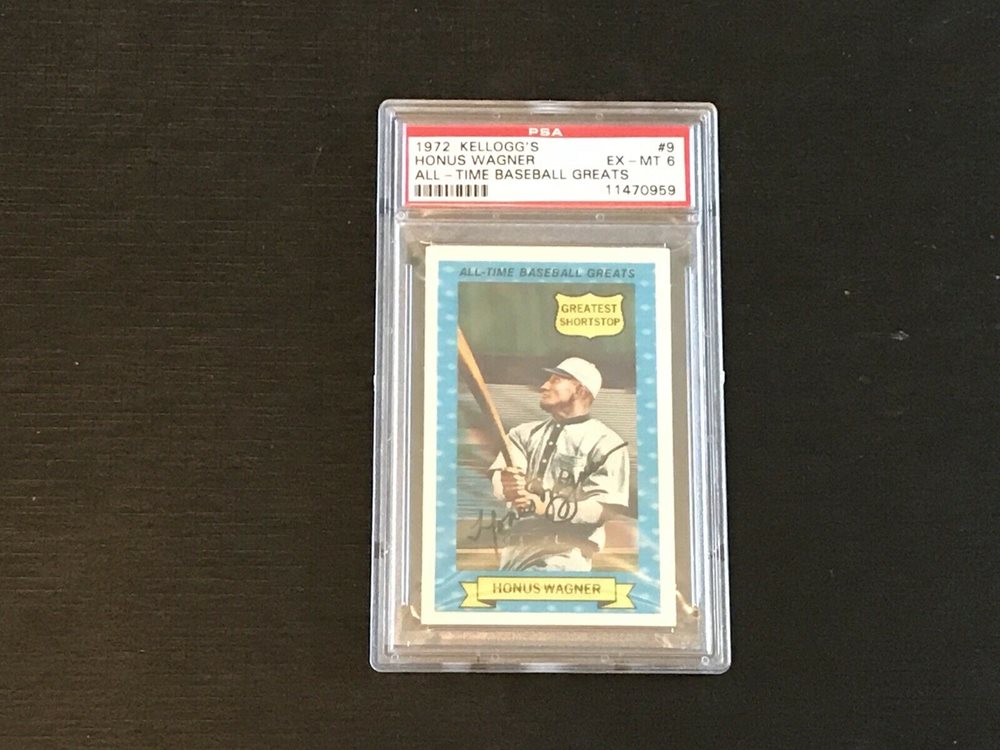 PSA
1972 KELLOGG'S #9
HONUS WAGNER EX - MT 6
ALL - TIME BASEBALL GREATS
11470959
ALL-TIME BASEBALL GREATS
GREATEST
SHORTSTOP
HONUS WAGNER